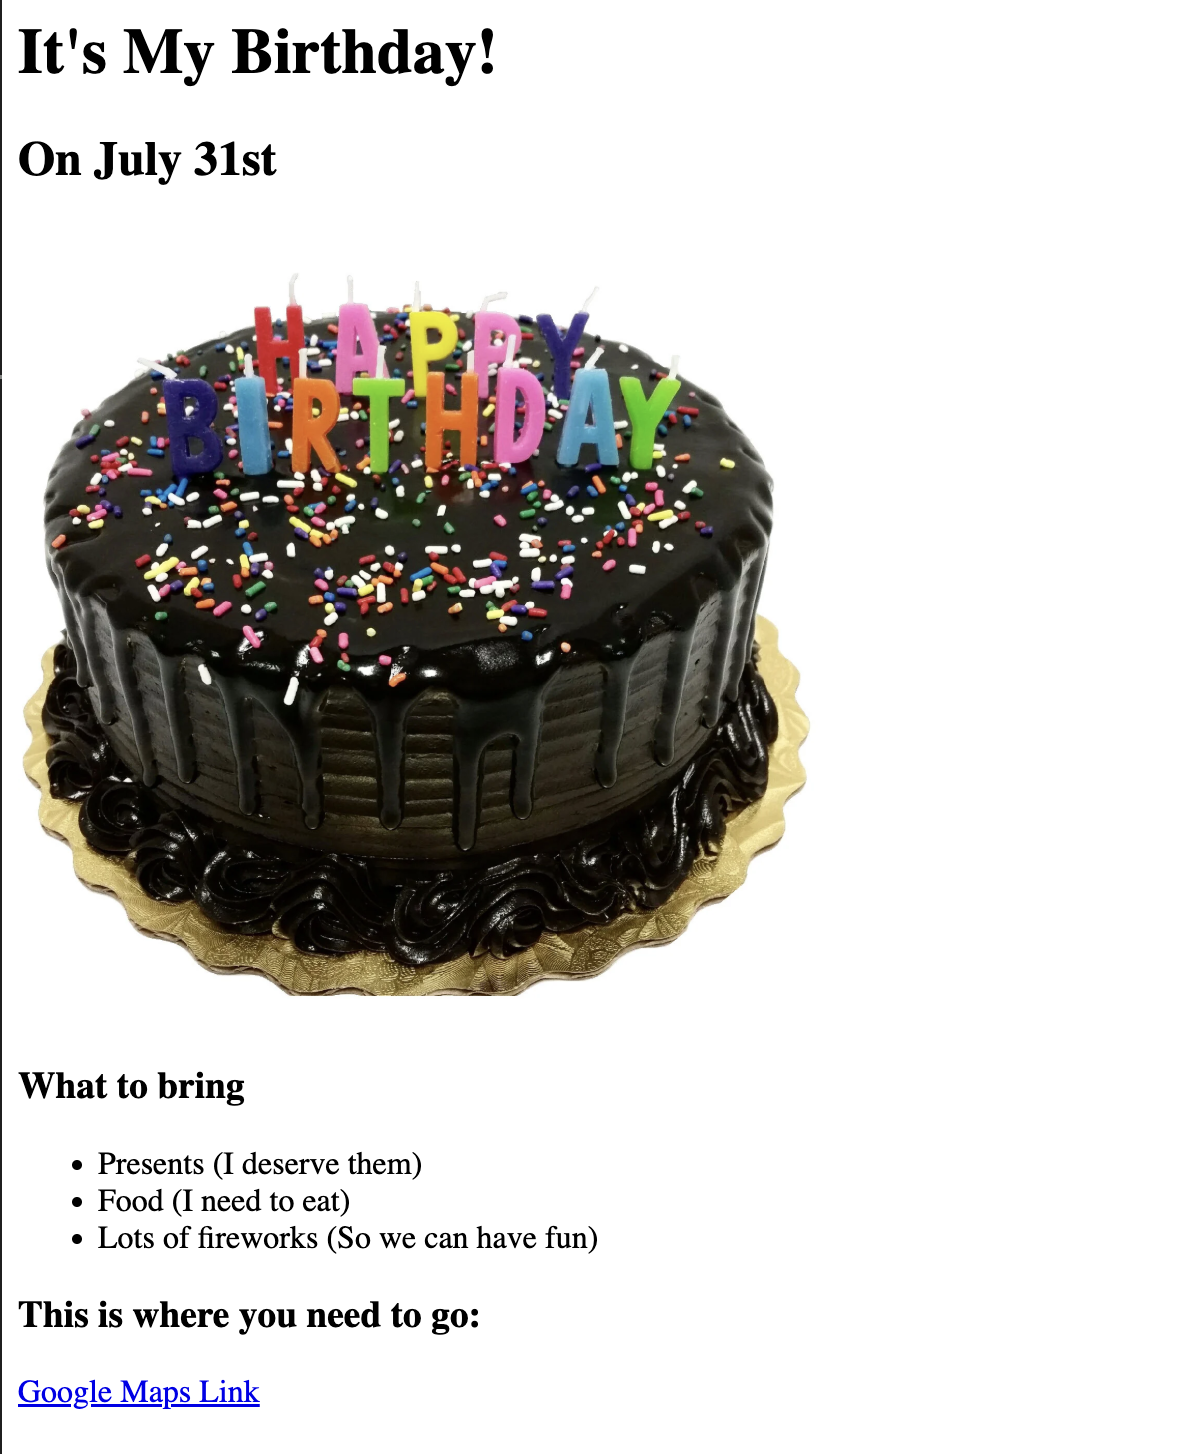 It's My Birthday!
On July 31st
HAPPY
BIRTHDAY
What to bring
• Presents (I deserve them)
• Food (I need to eat)
• Lots of fireworks (So we can have fun)
This is where you need to go:
Google Maps Link